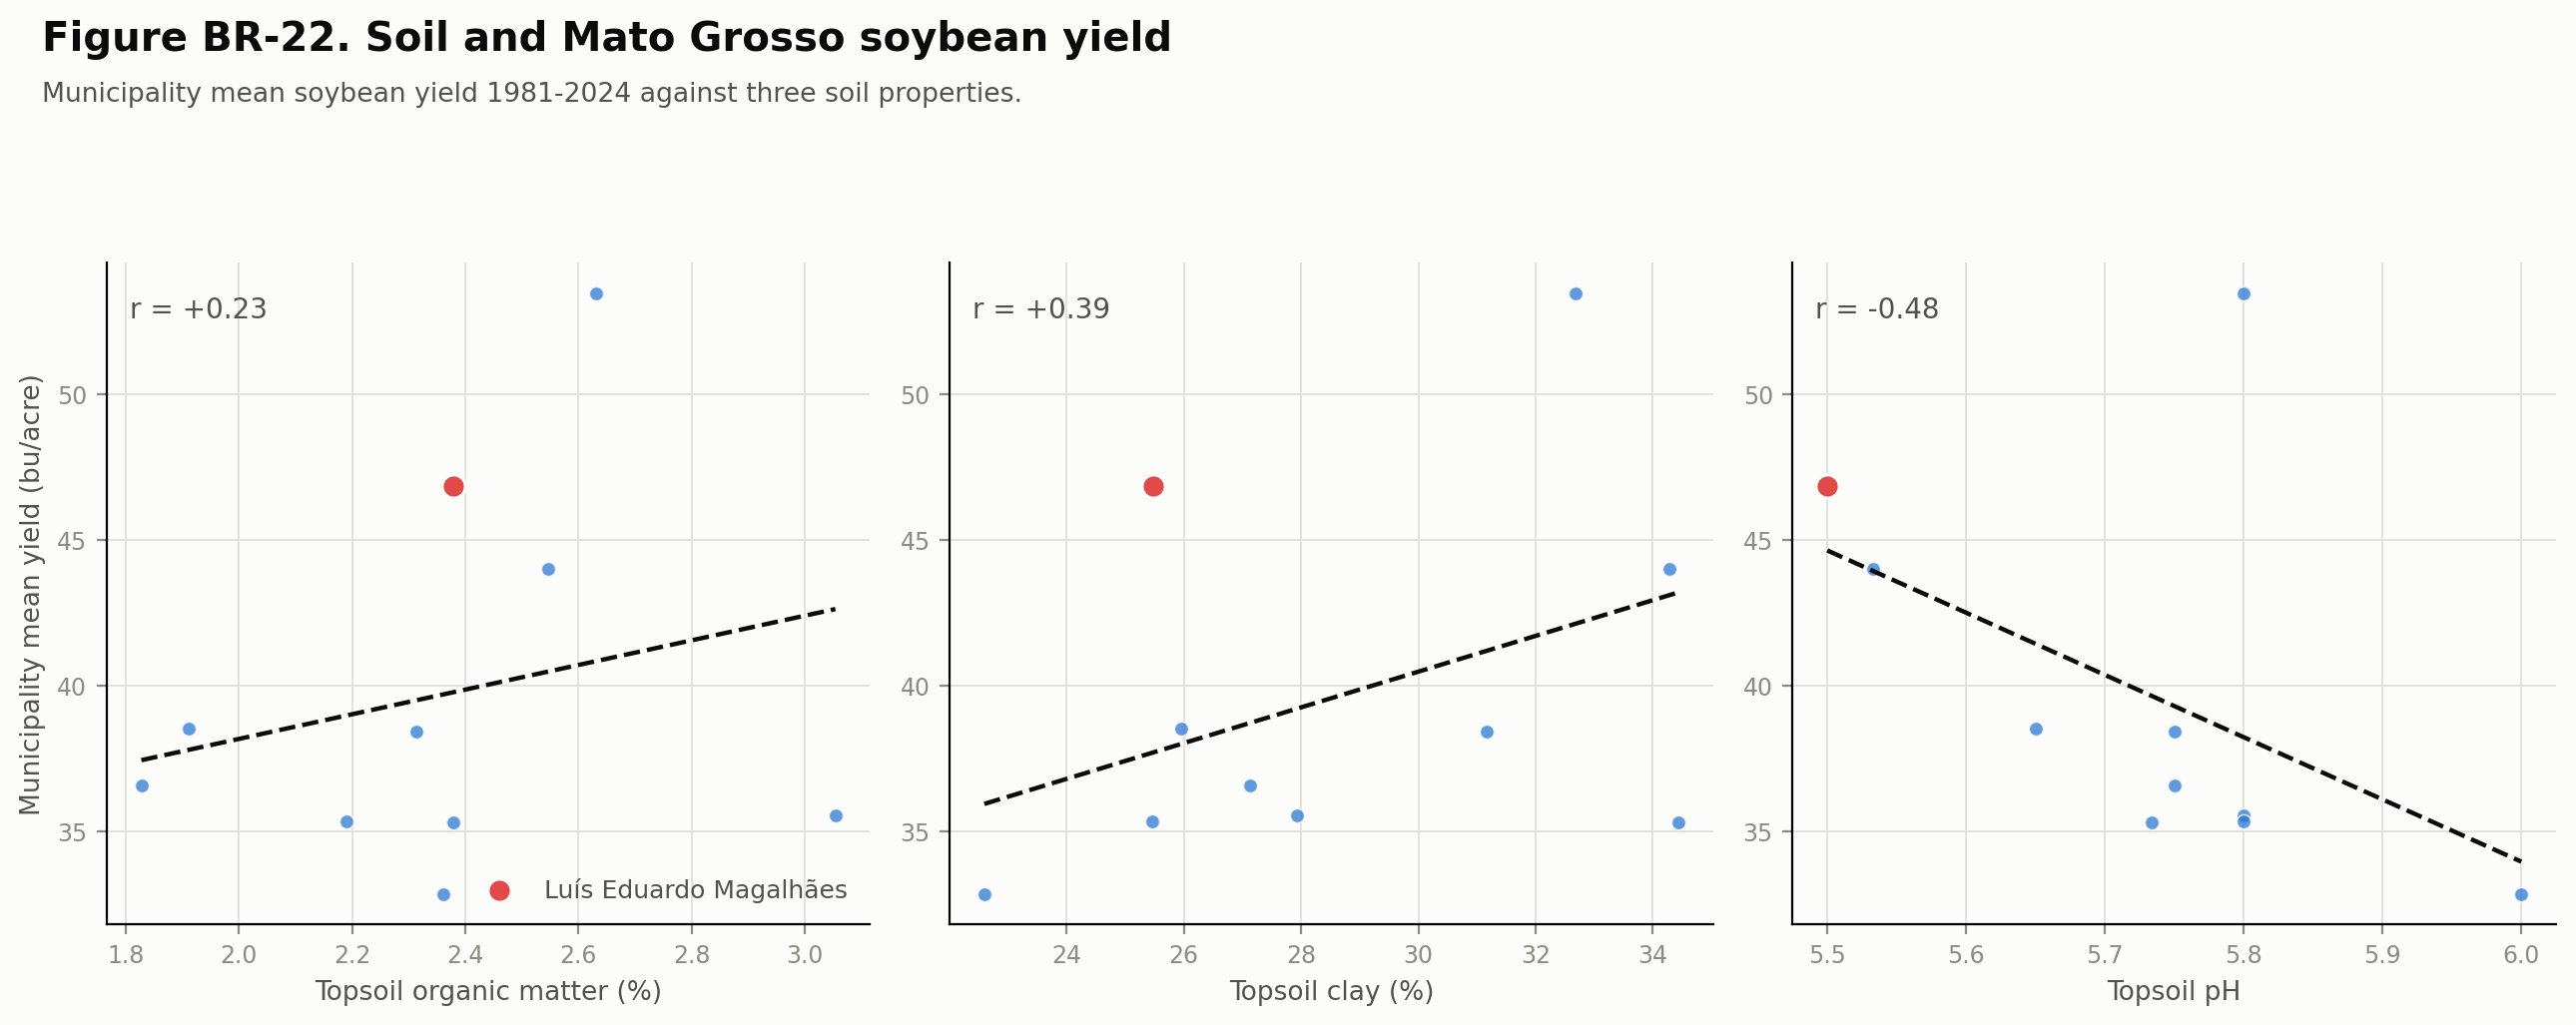 Figure BR-22. Soil and Mato Grosso soybean yield
Municipality mean soybean yield 1981-2024 against three soil properties.
Municipality mean yield (bu/acre)
50
45
40
35
r = +0.23
Luís Eduardo Magalhães
1.8 2.0 2.2 2.4 2.6 2.8 3.0
Topsoil organic matter (%)
50
45
40
35
r = +0.39
24 26 28 30 32 34
Topsoil clay (%)
50
45
40
35
r = -0.48
5.5 5.6 5.7 5.8 5.9 6.0
Topsoil pH